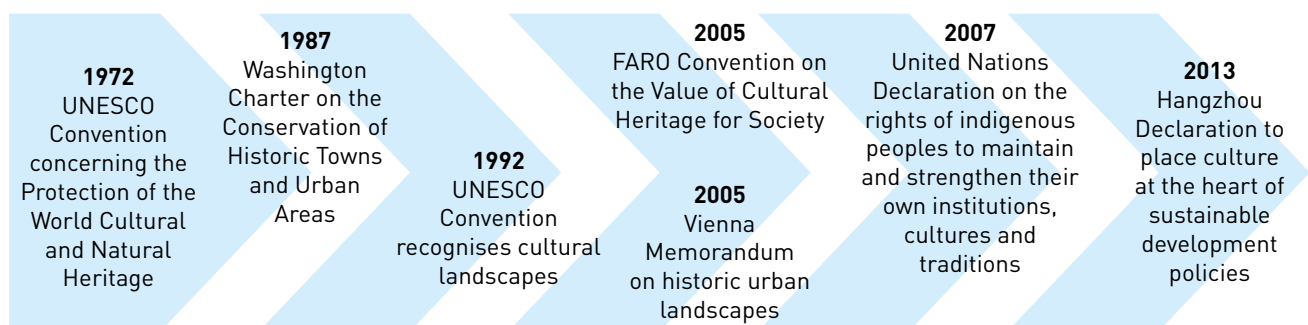 1972
UNESCO
Convention
concerning the
Protection of the
World Cultural
and Natural
Heritage
1987
Washington
Charter on the
Conservation of
Historic Towns
and Urban
Areas
1992
UNESCO
Convention
recognises cultural
landscapes
2005
FARO Convention on
the Value of Cultural
Heritage for Society
2005
Vienna
Memorandum
on historic urban
landscapes
2007
United Nations
Declaration on the
rights of indigenous
peoples to maintain
and strengthen their
own institutions,
cultures and
traditions
2013
Hangzhou
Declaration to
place culture
at the heart of
sustainable
development
policies